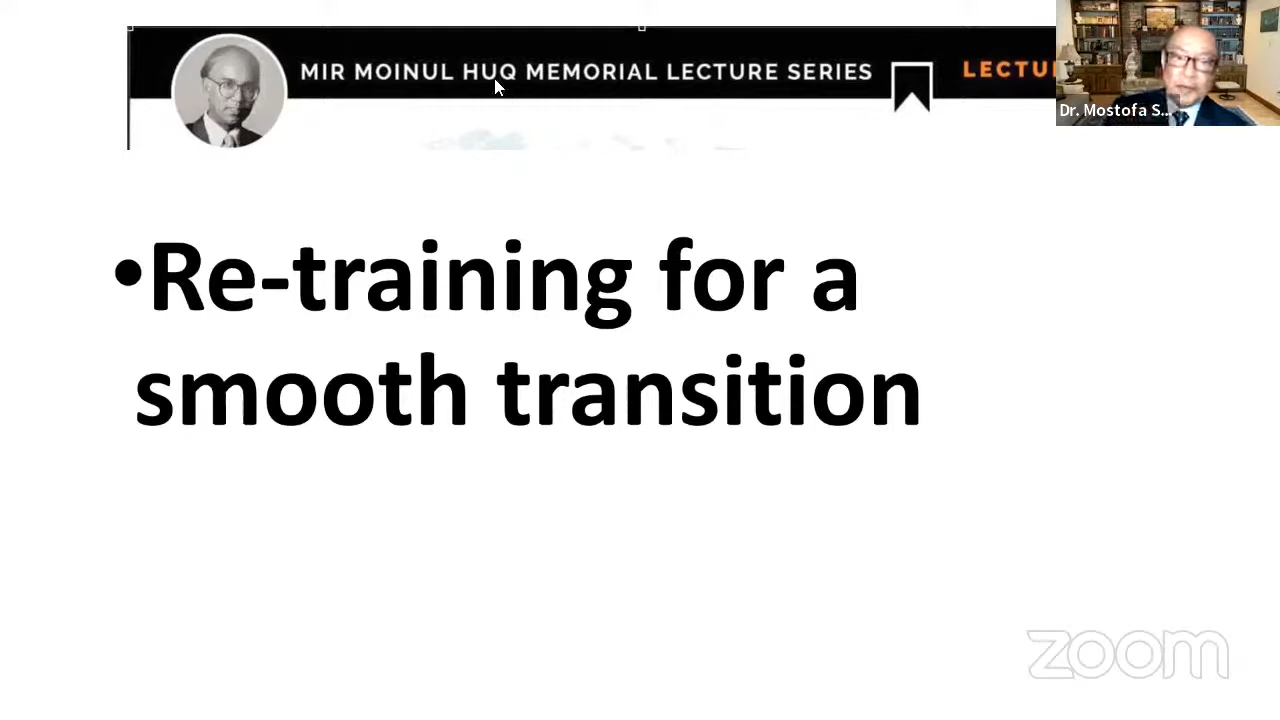 MIR MOINUL HUQ MEMORIAL LECTURE SERIES
LECTU
Dr. Mostofa S...
•Re-training for a
smooth transition
zoom